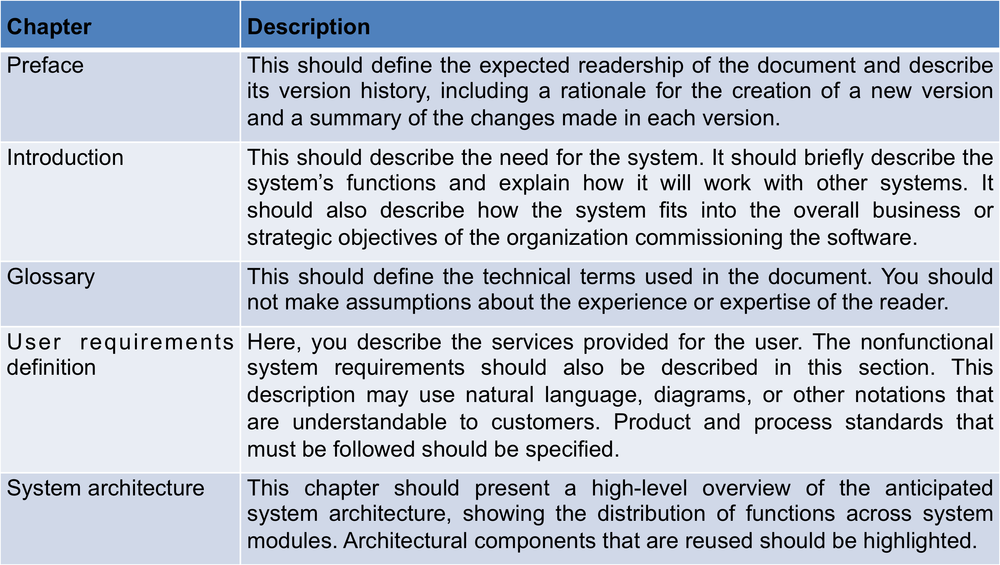 Chapter
Description
Preface
This should define the expected readership of the document and describe
its version history, including a rationale for the creation of a new version
and a summary of the changes made in each version.
Introduction
This should describe the need for the system. It should briefly describe the
system’s functions and explain how it will work with other systems. It
should also describe how the system fits into the overall business or
strategic objectives of the organization commissioning the software.
Glossary
This should define the technical terms used in the document. You should
not make assumptions about the experience or expertise of the reader.
User requirements
definition
Here, you describe the services provided for the user. The nonfunctional
system requirements should also be described in this section. This
description may use natural language, diagrams, or other notations that
are understandable to customers. Product and process standards that
must be followed should be specified.
System architecture
This chapter should present a high-level overview of the anticipated
system architecture, showing the distribution of functions across system
modules. Architectural components that are reused should be highlighted.